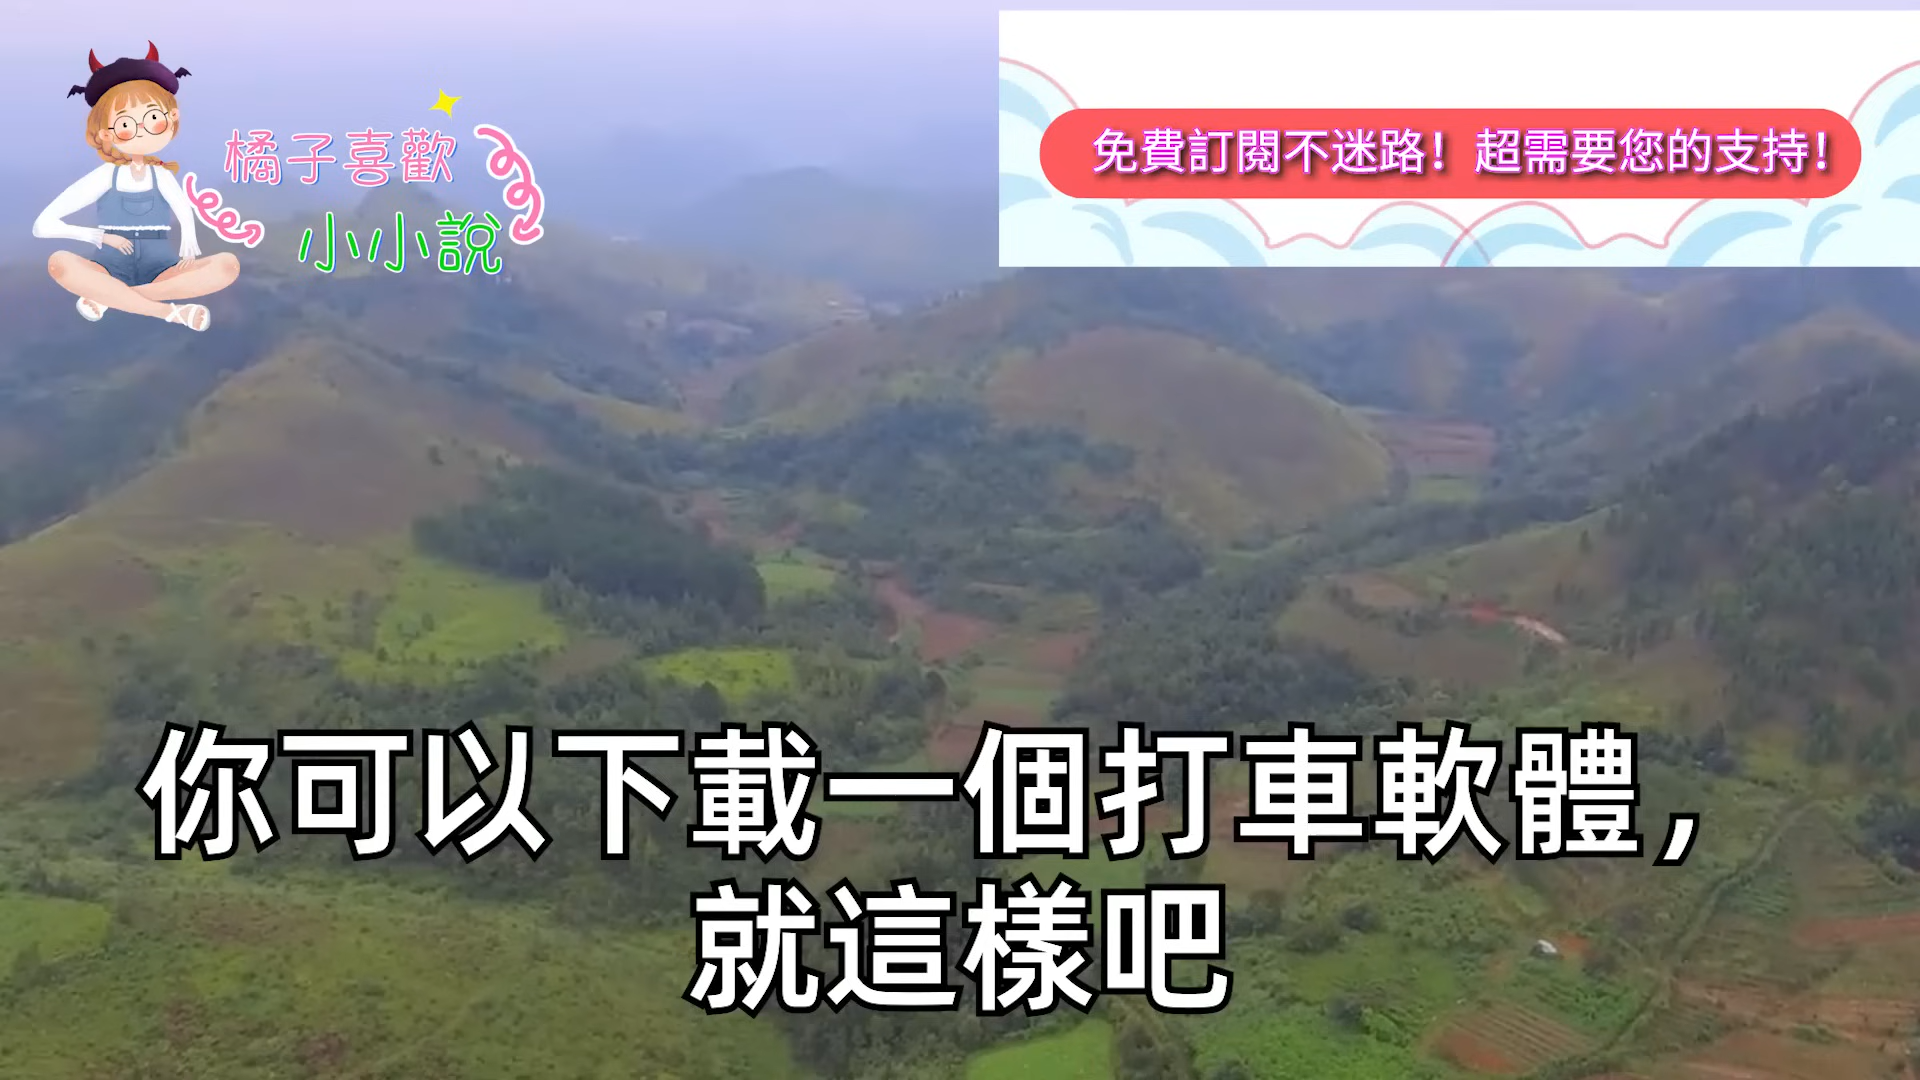 橘子喜歡
小小說
免費訂閱不迷路！超需要您的支持！
你可以下載一個打車軟體，
就這樣吧